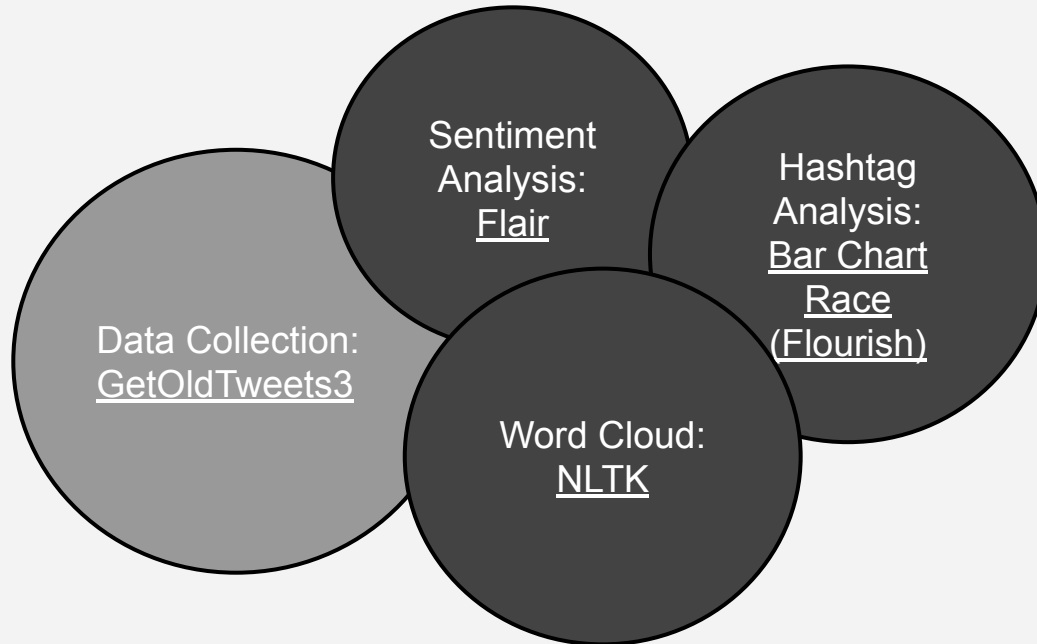 Sentiment
Analysis:
Flair
Hashtag
Analysis:
Bar Chart
Race
(Flourish)
Data Collection:
GetOldTweets3
Word Cloud:
NLTK